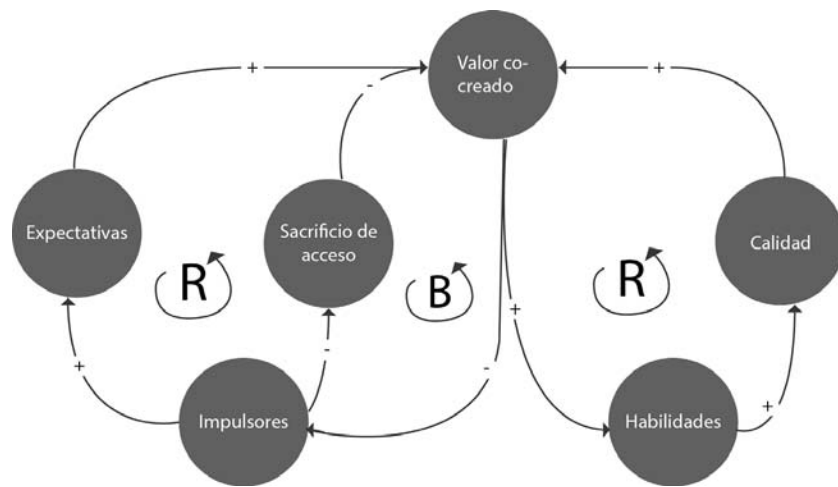 Valor co-
creado
+
-
+
Expectativas
Sacrificio de
acceso
Calidad
R
B
R
+
-
+
-
Impulsores
Habilidades
+